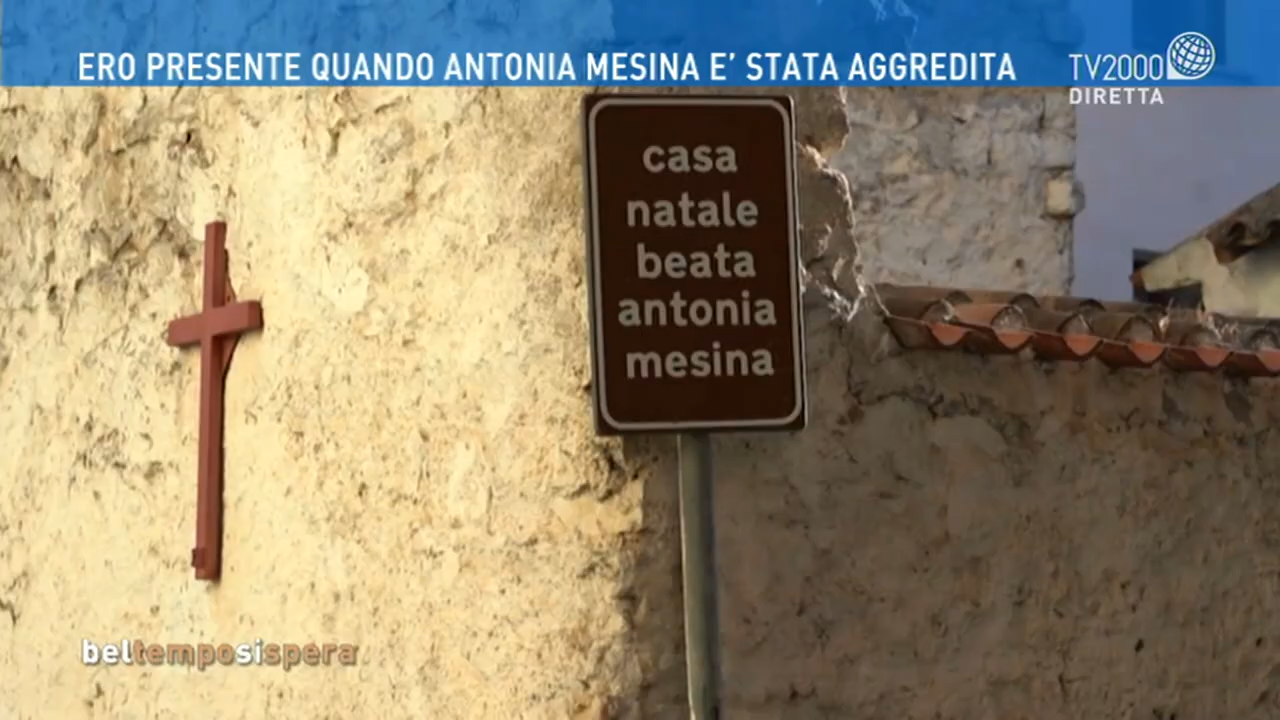 ERO PRESENTE QUANDO ANTONIA MESINA E' STATA AGGREDITA
TV2000
DIRETTA
casa
natale
beata
antonia
mesina
beltemposispera